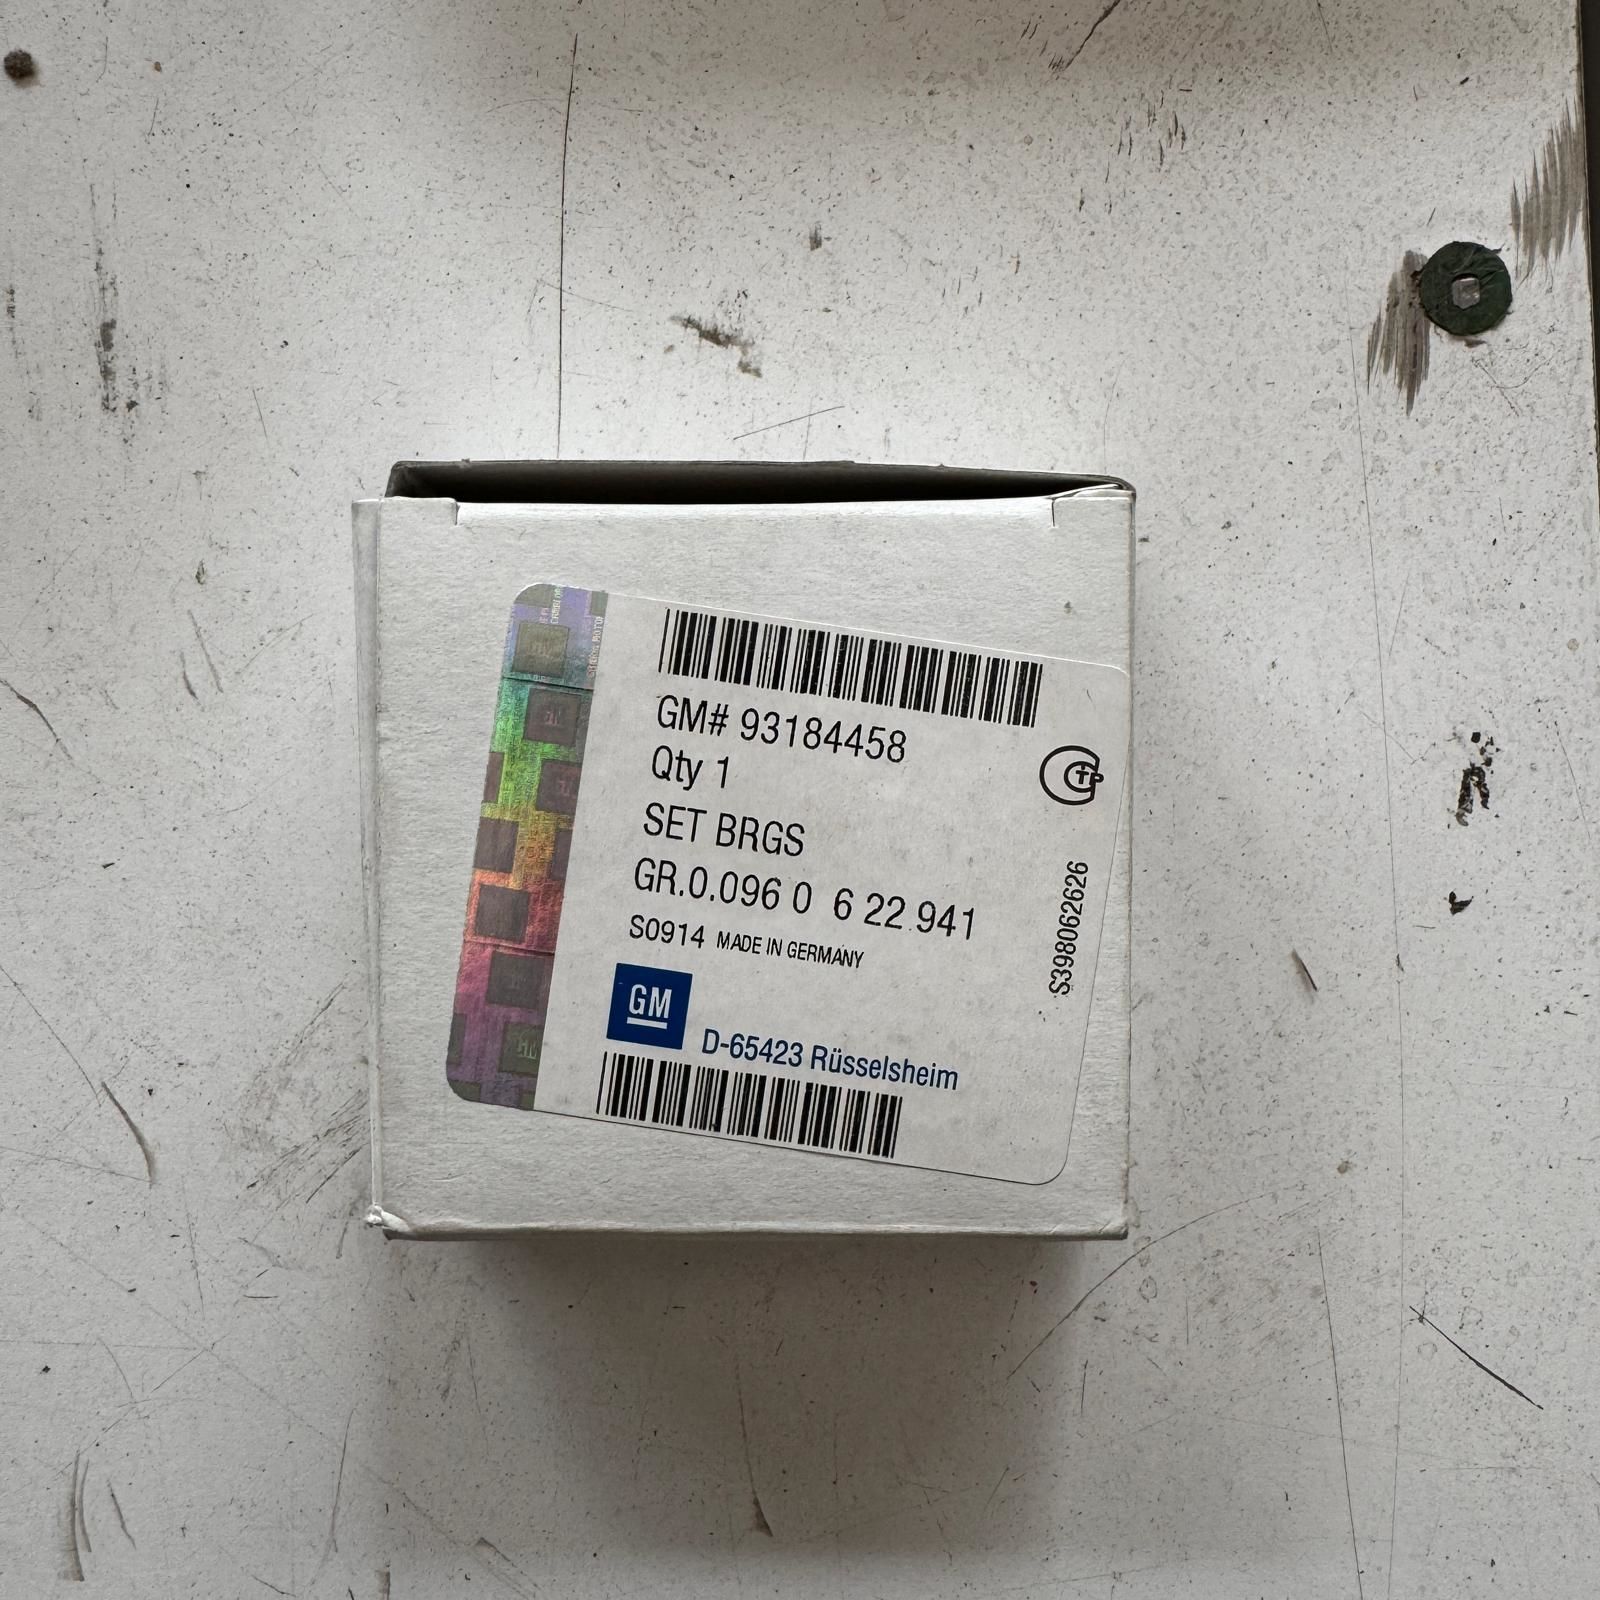 GM# 93184458
Qty 1
SET BRGS
GR.0.096 0 6 22 941
S0914 MADE IN GERMANY
GM
D-65423 Rüsselsheim
S398062626